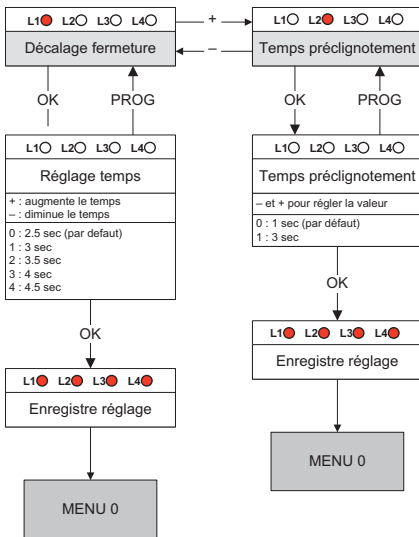 L1 L2 L3 L4
Décalage fermeture
+
–
L1 L2 L3 L4
Temps préclignotement
OK
PROG
OK
PROG
L1 L2 L3 L4
Réglage temps
+ : augmente le temps
– : diminue le temps
0 : 2.5 sec (par defaut)
1 : 3 sec
2 : 3.5 sec
3 : 4 sec
4 : 4.5 sec
L1 L2 L3 L4
Temps préclignotement
– et + pour régler la valeur
0 : 1 sec (par défaut)
1 : 3 sec
OK
OK
L1 L2 L3 L4
Enregistre réglage
L1 L2 L3 L4
Enregistre réglage
MENU 0
MENU 0